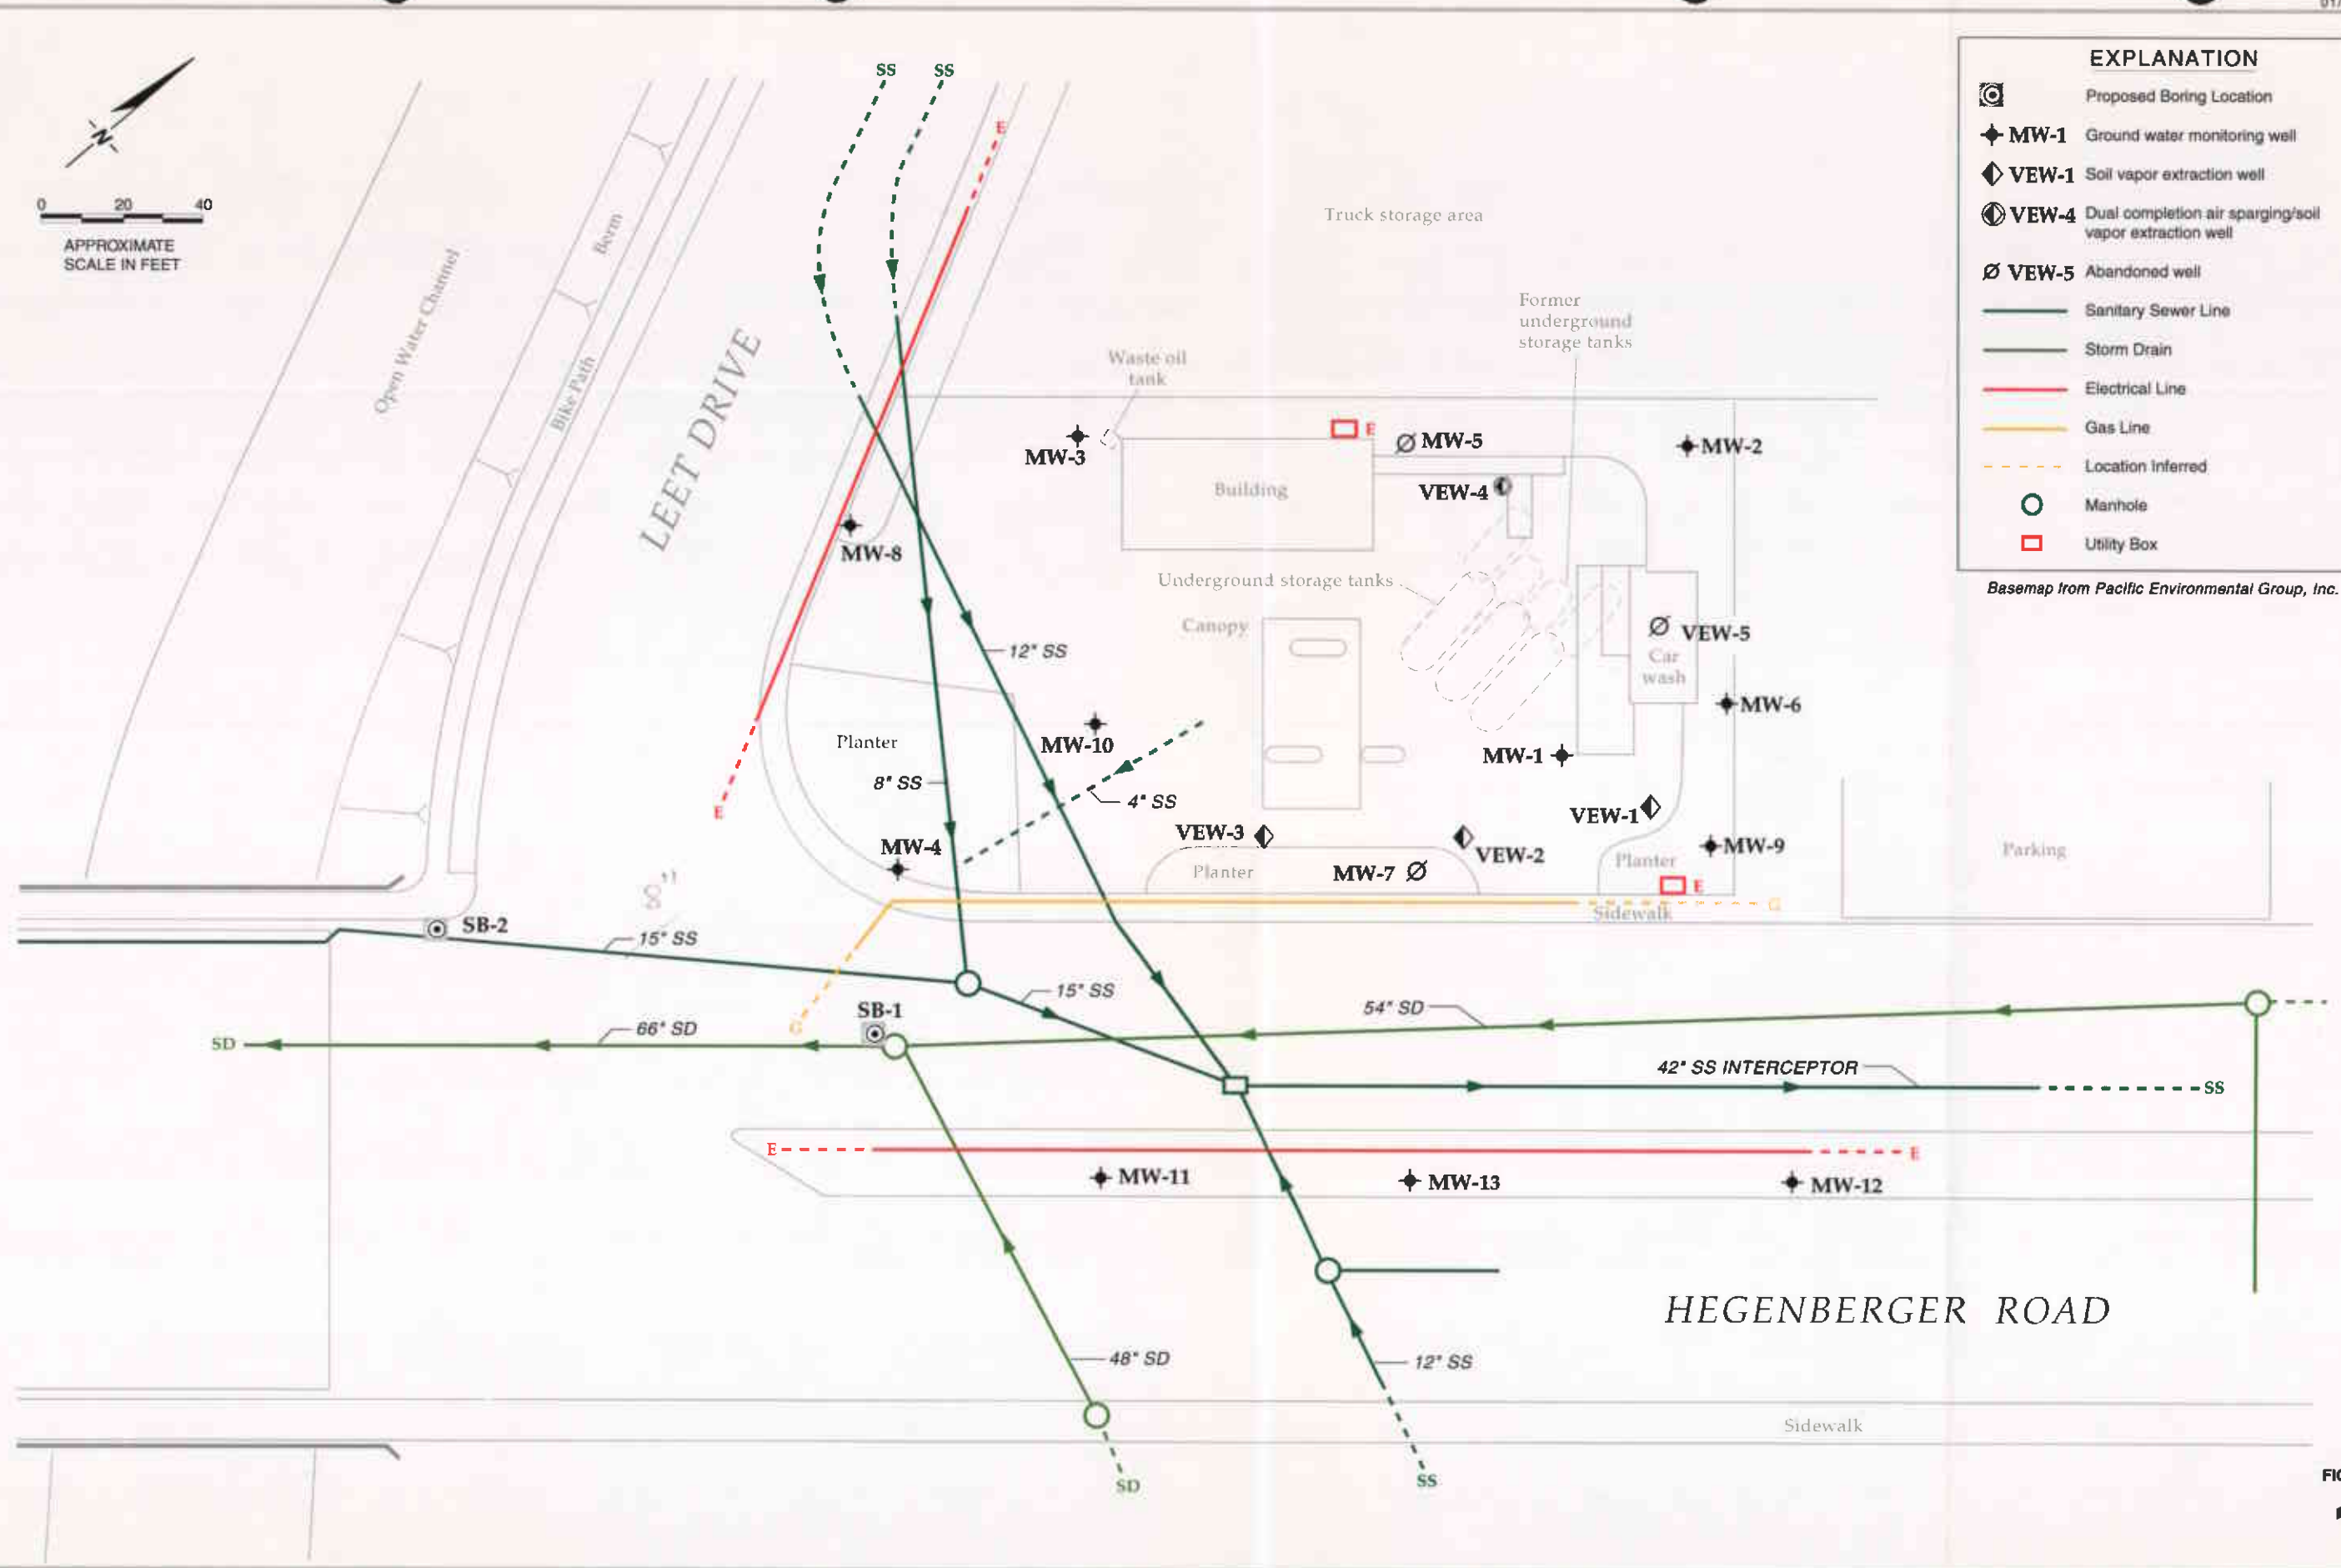 EXPLANATION
Proposed Boring Location
MW-1 Ground water monitoring well
VEW-1 Soil vapor extraction well
VEW-4 Dual completion air sparging/soil
vapor extraction well
VEW-5 Abandoned well
Sanitary Sewer Line
Storm Drain
Electrical Line
Gas Line
Location Inferred
Manhole
Utility Box
Basemap from Pacific Environmental Group, Inc.
N
0 20 40
APPROXIMATE
SCALE IN FEET
SS SS
E
Open Water Channel
Berm
Bike Path
LEET DRIVE
Truck storage area
Former
underground
storage tanks
Waste oil
tank
MW-3
E
MW-5
MW-2
Building
VEW-4
MW-8
Underground storage tanks
Canopy
VEW-5
Car
wash
12" SS
MW-6
Planter
MW-10
MW-1
8" SS
4" SS
E
VEW-1
VEW-3
MW-4
VEW-2
MW-9
Planter
Planter
MW-7
E
Parking
G
Sidewalk
SB-2
15" SS
15" SS
SB-1
G
66" SD
54" SD
SD
42" SS INTERCEPTOR
SS
E
E
MW-11
MW-13
MW-12
HEGENBERGER ROAD
48" SD
12" SS
Sidewalk
SD
SS